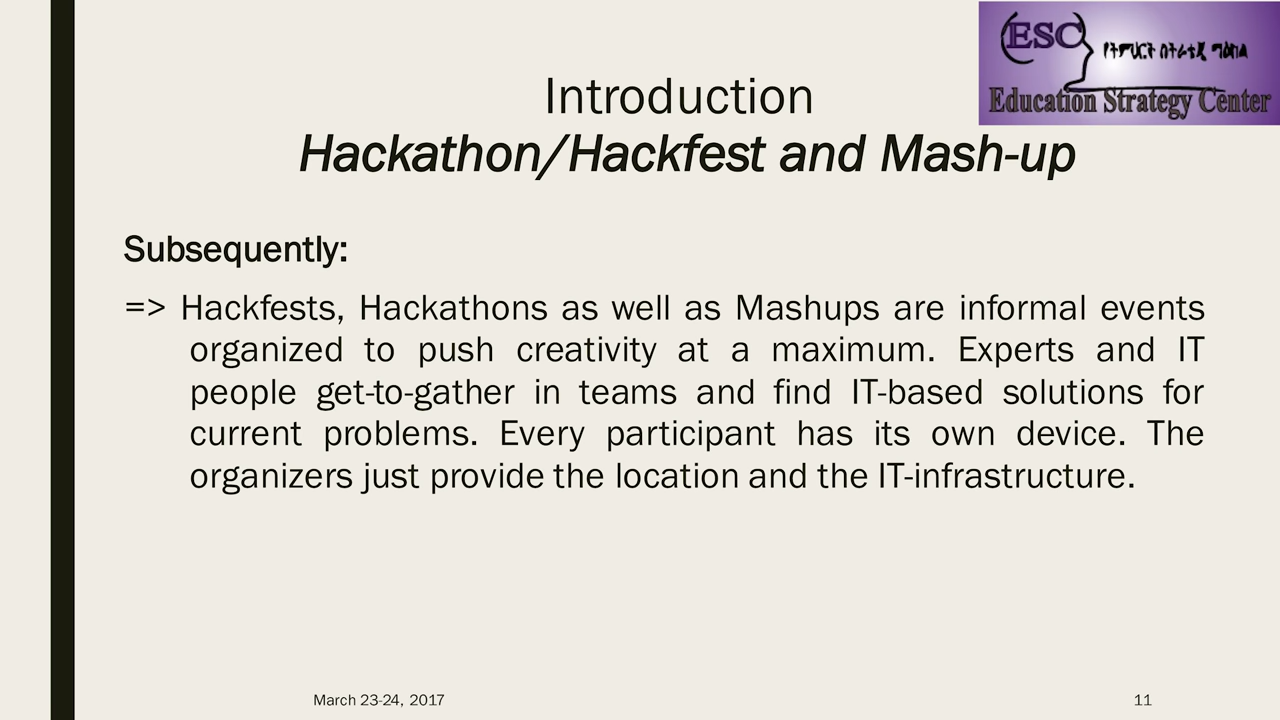 ESC
Education Strategy Center
Introduction
Hackathon/Hackfest and Mash-up
Subsequently:
=> Hackfests, Hackathons as well as Mashups are informal events
organized to push creativity at a maximum. Experts and IT
people get-to-gather in teams and find IT-based solutions for
current problems. Every participant has its own device. The
organizers just provide the location and the IT-infrastructure.
March 23-24, 2017
11